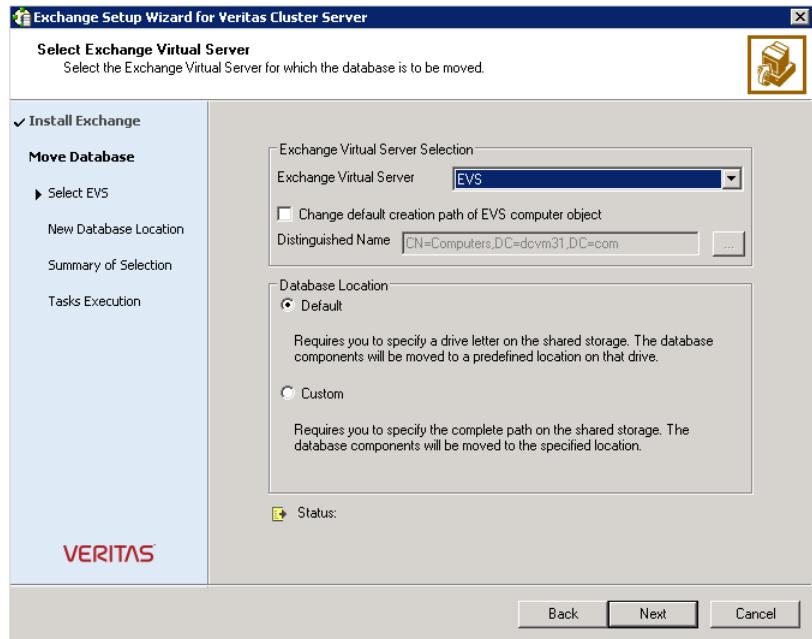 Exchange Setup Wizard for Veritas Cluster Server
Select Exchange Virtual Server
Select the Exchange Virtual Server for which the database is to be moved.
Install Exchange
Move Database
Select EVS
New Database Location
Summary of Selection
Tasks Execution
VERITAS
Exchange Virtual Server Selection
Exchange Virtual Server EVS
Change default creation path of EVS computer object
Distinguished Name CN=Computers,DC=dcvm31,DC=com ...
Database Location
Default
Requires you to specify a drive letter on the shared storage. The database
components will be moved to a predefined location on that drive.
Custom
Requires you to specify the complete path on the shared storage. The
database components will be moved to the specified location.
Status:
Back Next Cancel